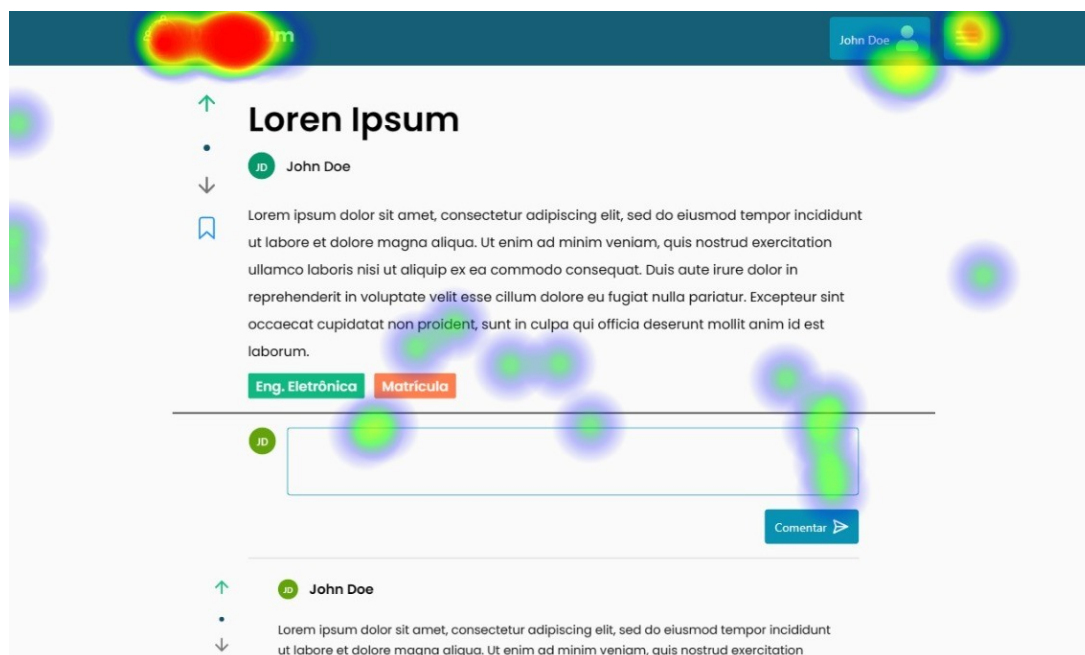 John Doe
Loren Ipsum
JD John Doe
Lorem ipsum dolor sit amet, consectetur adipiscing elit, sed do eiusmod tempor incididunt
ut labore et dolore magna aliqua. Ut enim ad minim veniam, quis nostrud exercitation
ullamco laboris nisi ut aliquip ex ea commodo consequat. Duis aute irure dolor in
reprehenderit in voluptate velit esse cillum dolore eu fugiat nulla pariatur. Excepteur sint
occaecat cupidatat non proident, sunt in culpa qui officia deserunt mollit anim id est
laborum.
Eng. Eletrônica Matrícula
JD
Comentar
JD John Doe
Lorem ipsum dolor sit amet, consectetur adipiscing elit, sed do eiusmod tempor incididunt
ut labore et dolore magna aliqua. Ut enim ad minim veniam, quis nostrud exercitation